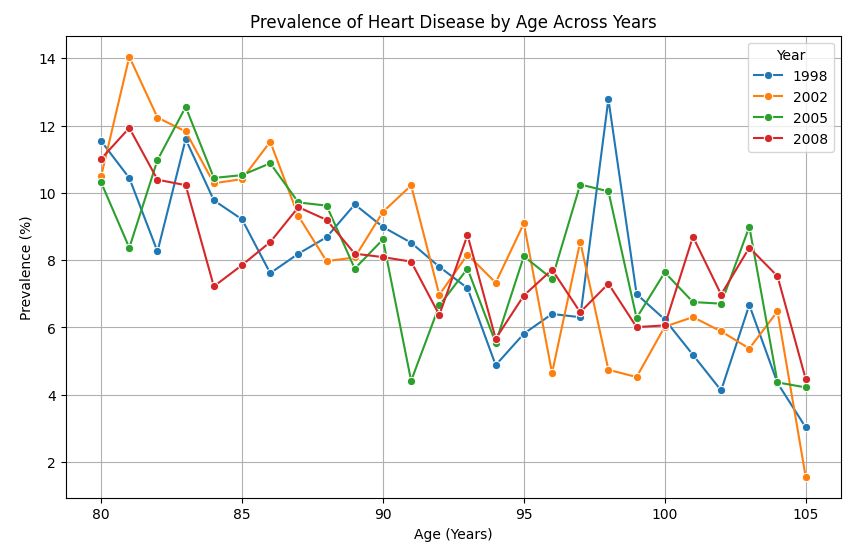 Prevalence of Heart Disease by Age Across Years
Year
1998
2002
2005
2008
Prevalence (%)
14
12
10
8
6
4
2
80 85 90 95 100 105
Age (Years)